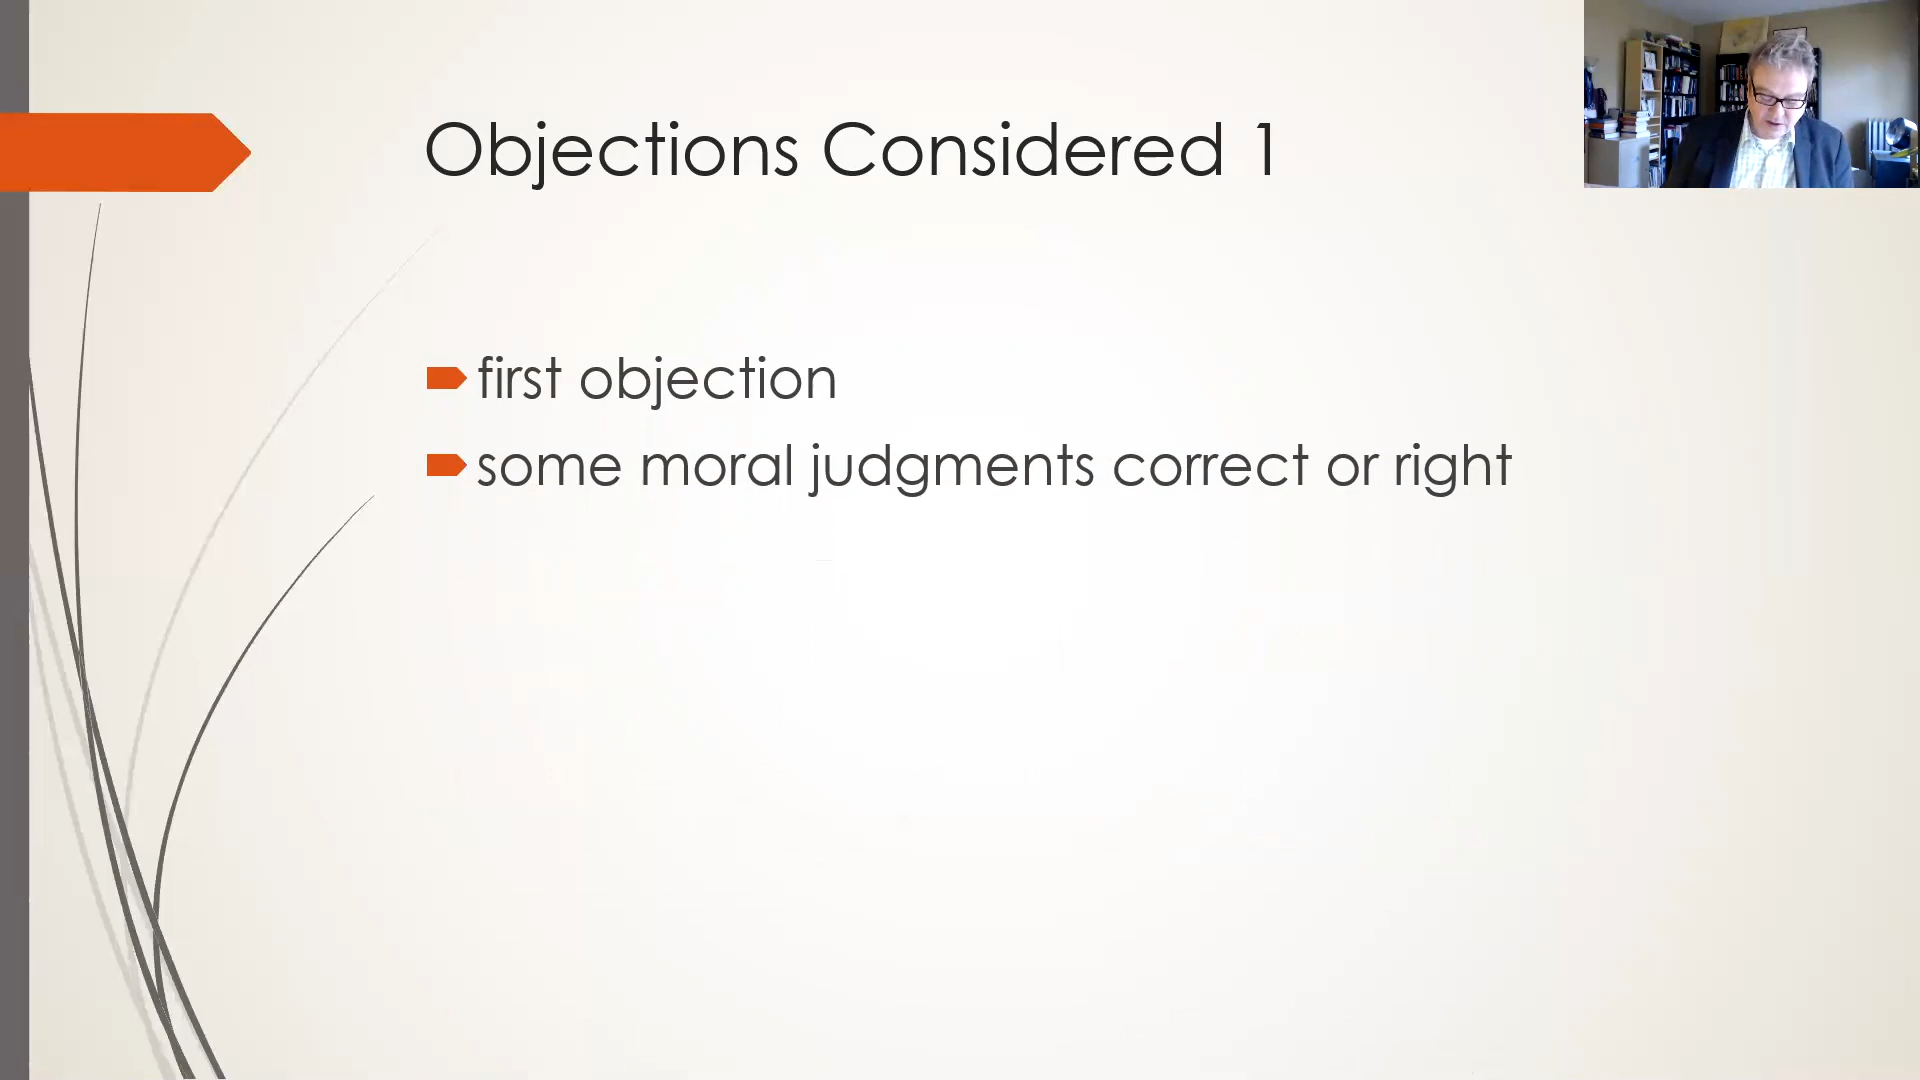 Objections Considered 1
first objection
some moral judgments correct or right